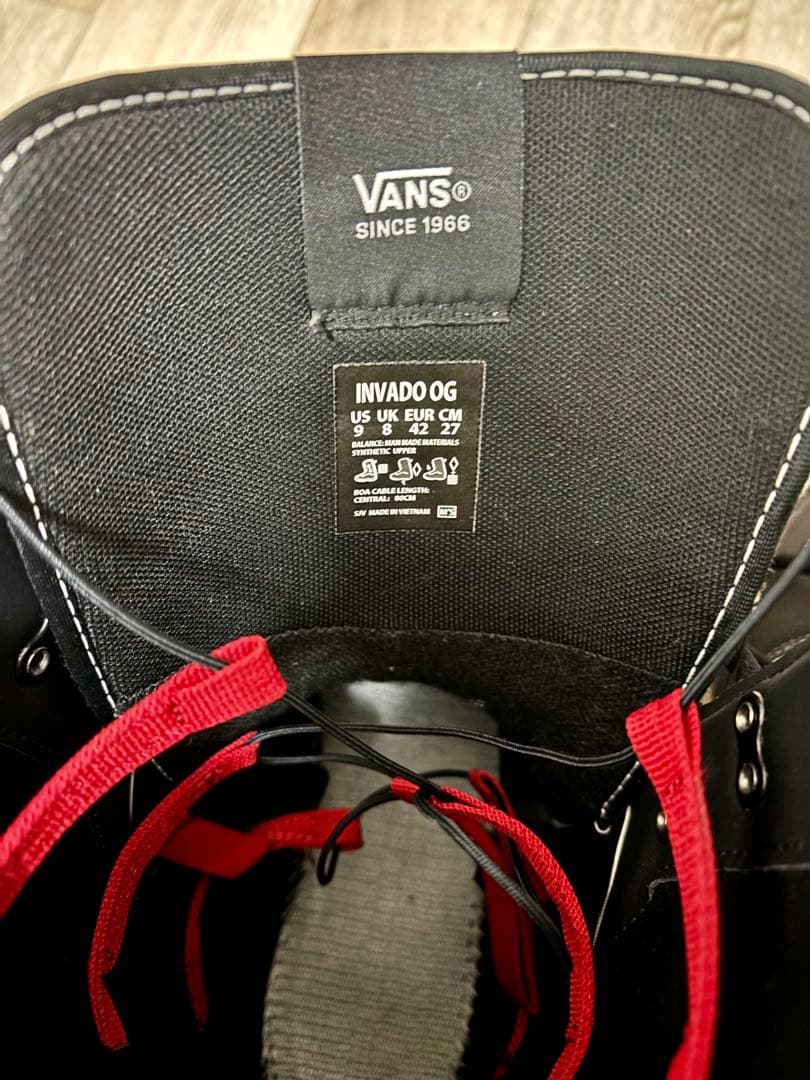 VANS®
SINCE 1966
INVADO OG
US UK EUR CM
9 8 42 27
BALANCE: MAN MADE MATERIALS
SYNTHETIC UPPER
BOA CABLE LENGTH:
CENTRAL: 80CM
SJV MADE IN VIETNAM M'S